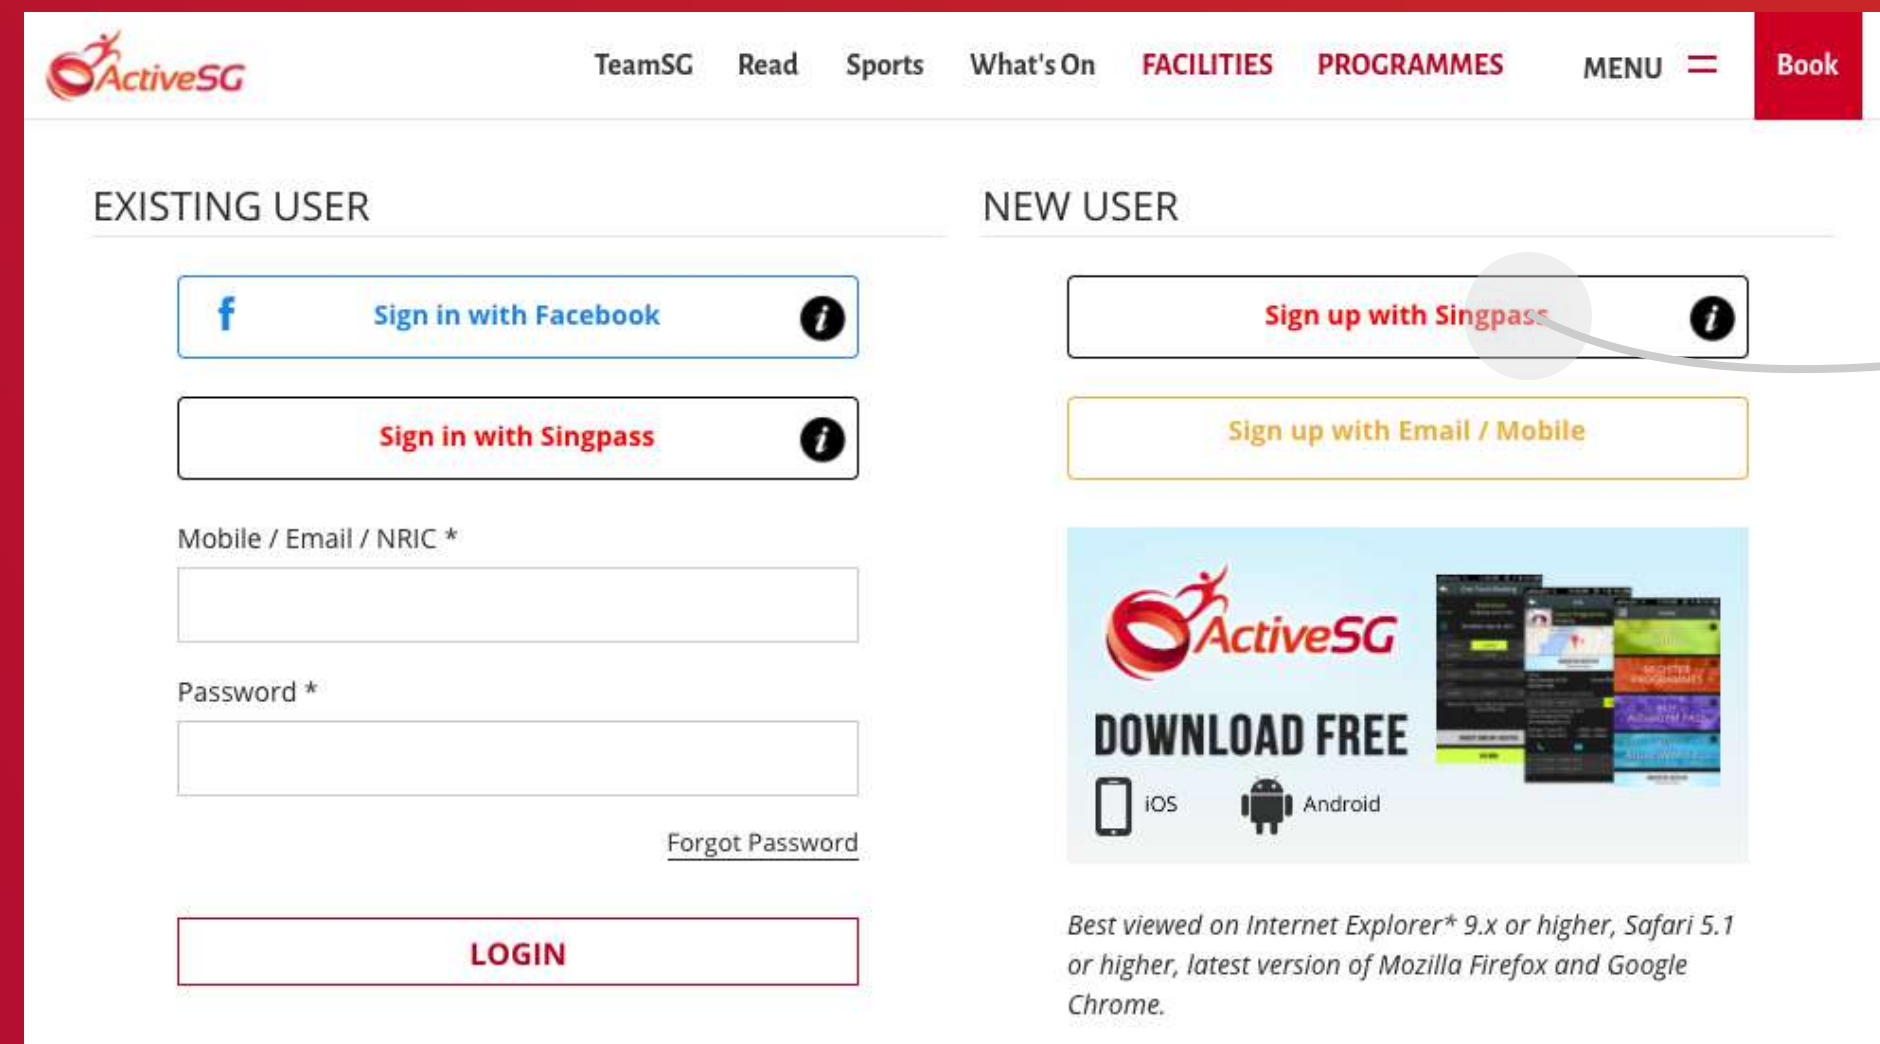 ActiveSG
TeamSG Read Sports What's On FACILITIES PROGRAMMES MENU Book
EXISTING USER
Sign in with Facebook
Sign in with Singpass
Mobile / Email / NRIC *
Password *
Forgot Password
LOGIN
NEW USER
Sign up with Singpass
Sign up with Email / Mobile
ActiveSG
DOWNLOAD FREE
iOS Android
Best viewed on Internet Explorer* 9.x or higher, Safari 5.1
or higher, latest version of Mozilla Firefox and Google
Chrome.